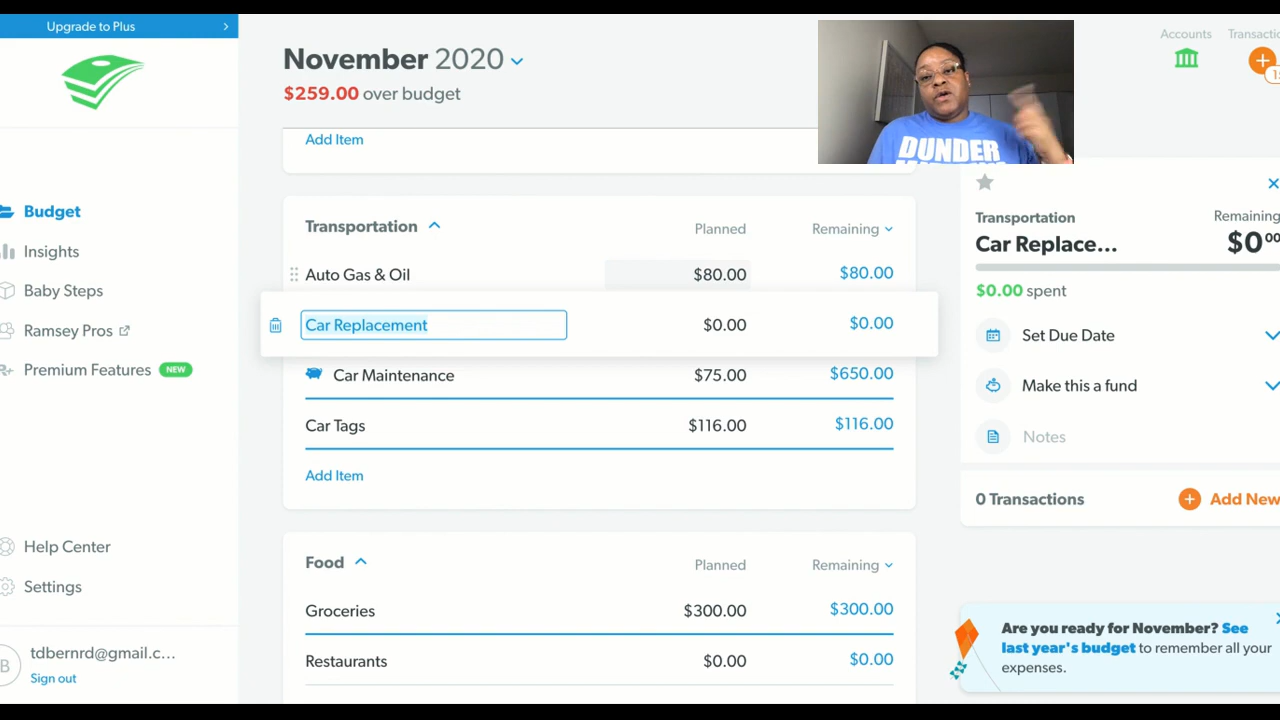 Upgrade to Plus
November 2020
$259.00 over budget
Accounts
Add Item
DUNDER
Budget
Insights
Baby Steps
Ramsey Pros
Premium Features NEW
Help Center
Settings
B
tdbernrd@gmail.c...
Sign out
Transportation Planned Remaining
Auto Gas & Oil $80.00 $80.00
Car Replacement $0.00 $0.00
Car Maintenance $75.00 $650.00
Car Tags $116.00 $116.00
Add Item
Food Planned Remaining
Groceries $300.00 $300.00
Restaurants $0.00 $0.00
Transportation Remaining
Car Replace... $0 00
$0.00 spent
Set Due Date
Make this a fund
Notes
0 Transactions Add New
Are you ready for November? See
last year's budget to remember all your
expenses.